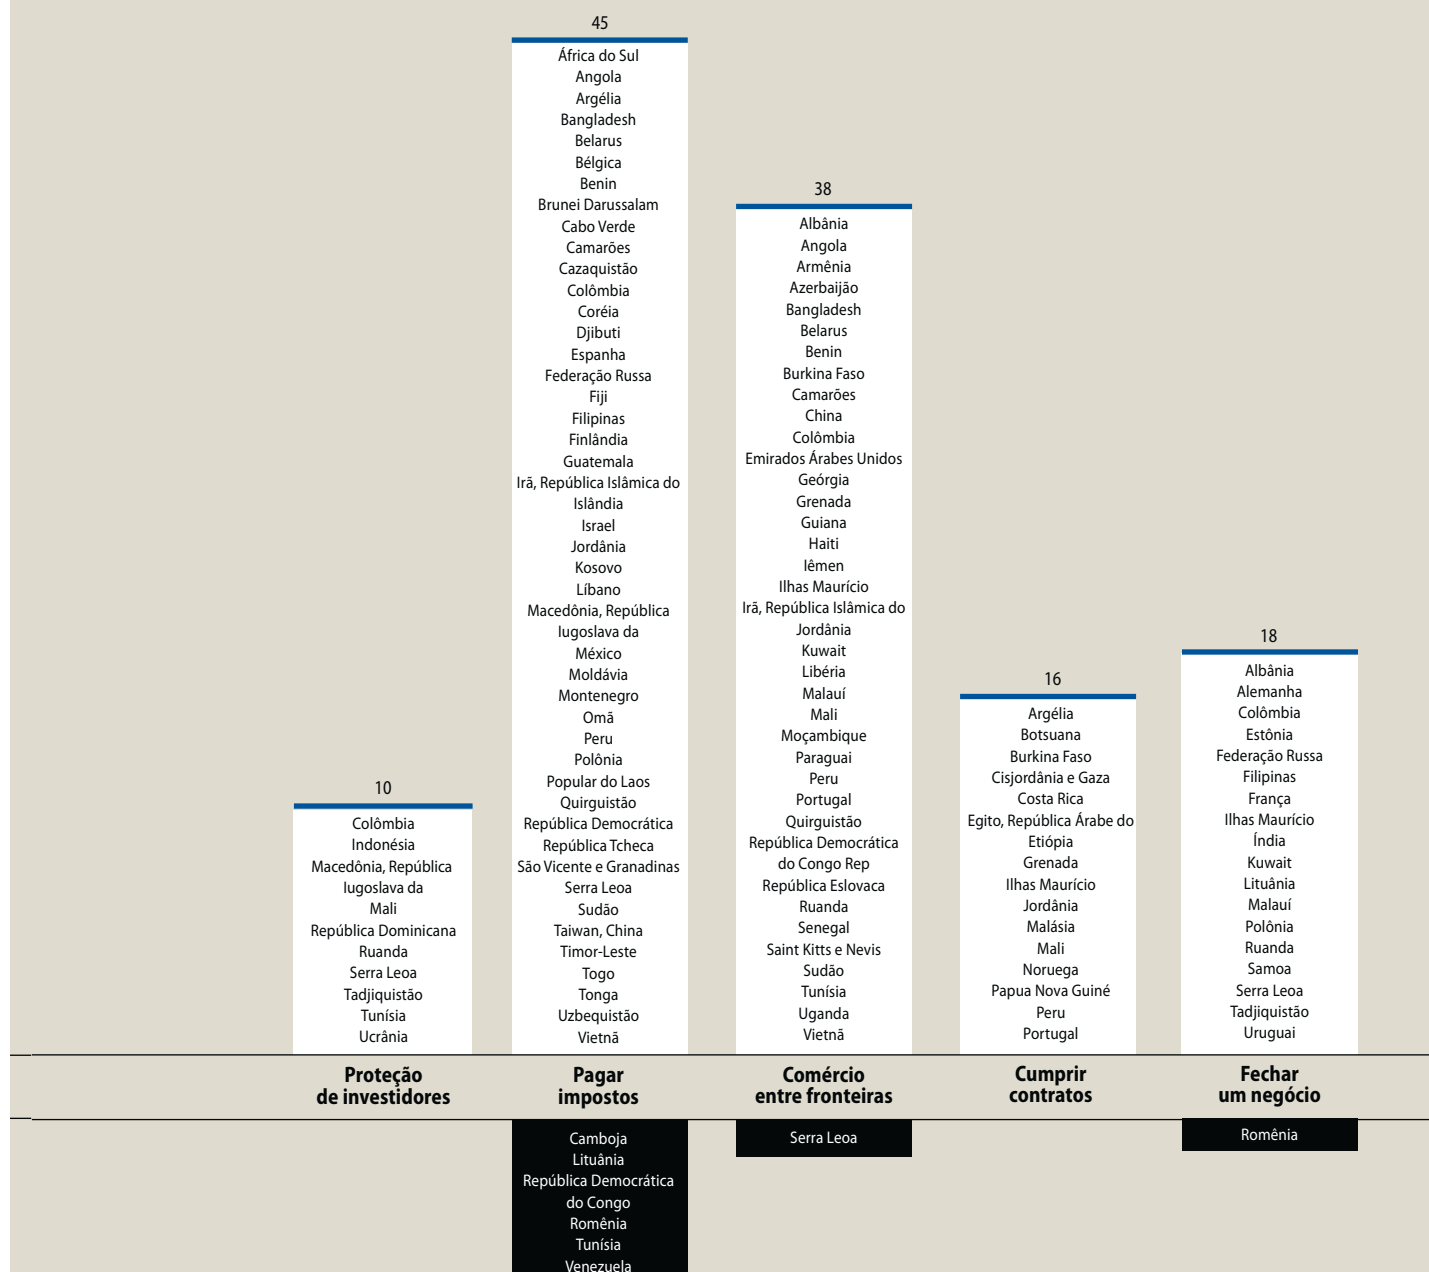 10
Colômbia
Indonésia
Macedônia, República
Iugoslava da
Mali
República Dominicana
Ruanda
Serra Leoa
Tadjiquistão
Tunísia
Ucrânia
Proteção
de investidores
45
África do Sul
Angola
Argélia
Bangladesh
Belarus
Bélgica
Benin
Brunei Darussalam
Cabo Verde
Camarões
Cazaquistão
Colômbia
Coréia
Djibuti
Espanha
Federação Russa
Fiji
Filipinas
Finlândia
Guatemala
Irã, República Islâmica do
Islândia
Israel
Jordânia
Kosovo
Líbano
Macedônia, República
Iugoslava da
México
Moldávia
Montenegro
Omã
Peru
Polônia
Popular do Laos
Quirguistão
República Democrática
República Tcheca
São Vicente e Granadinas
Serra Leoa
Sudão
Taiwan, China
Timor-Leste
Togo
Tonga
Uzbequistão
Vietnã
Pagar
impostos
Camboja
Lituânia
República Democrática
do Congo
Romênia
Tunísia
Venezuela
38
Albânia
Angola
Armênia
Azerbaijão
Bangladesh
Belarus
Benin
Burkina Faso
Camarões
China
Colômbia
Emirados Árabes Unidos
Geórgia
Grenada
Guiana
Haiti
Iêmen
Ilhas Maurício
Irã, República Islâmica do
Jordânia
Kuwait
Libéria
Malauí
Mali
Moçambique
Paraguai
Peru
Portugal
Quirguistão
República Democrática
do Congo Rep
República Eslovaca
Ruanda
Senegal
Saint Kitts e Nevis
Sudão
Tunísia
Uganda
Vietnã
Comércio
entre fronteiras
Serra Leoa
16
Argélia
Botsuana
Burkina Faso
Cisjordânia e Gaza
Costa Rica
Egito, República Árabe do
Etiópia
Grenada
Ilhas Maurício
Jordânia
Malásia
Mali
Noruega
Papua Nova Guiné
Peru
Portugal
Cumprir
contratos
18
Albânia
Alemanha
Colômbia
Estônia
Federação Russa
Filipinas
França
Ilhas Maurício
Índia
Kuwait
Lituânia
Malauí
Polônia
Ruanda
Samoa
Serra Leoa
Tadjiquistão
Uruguai
Fechar
um negócio
Romênia